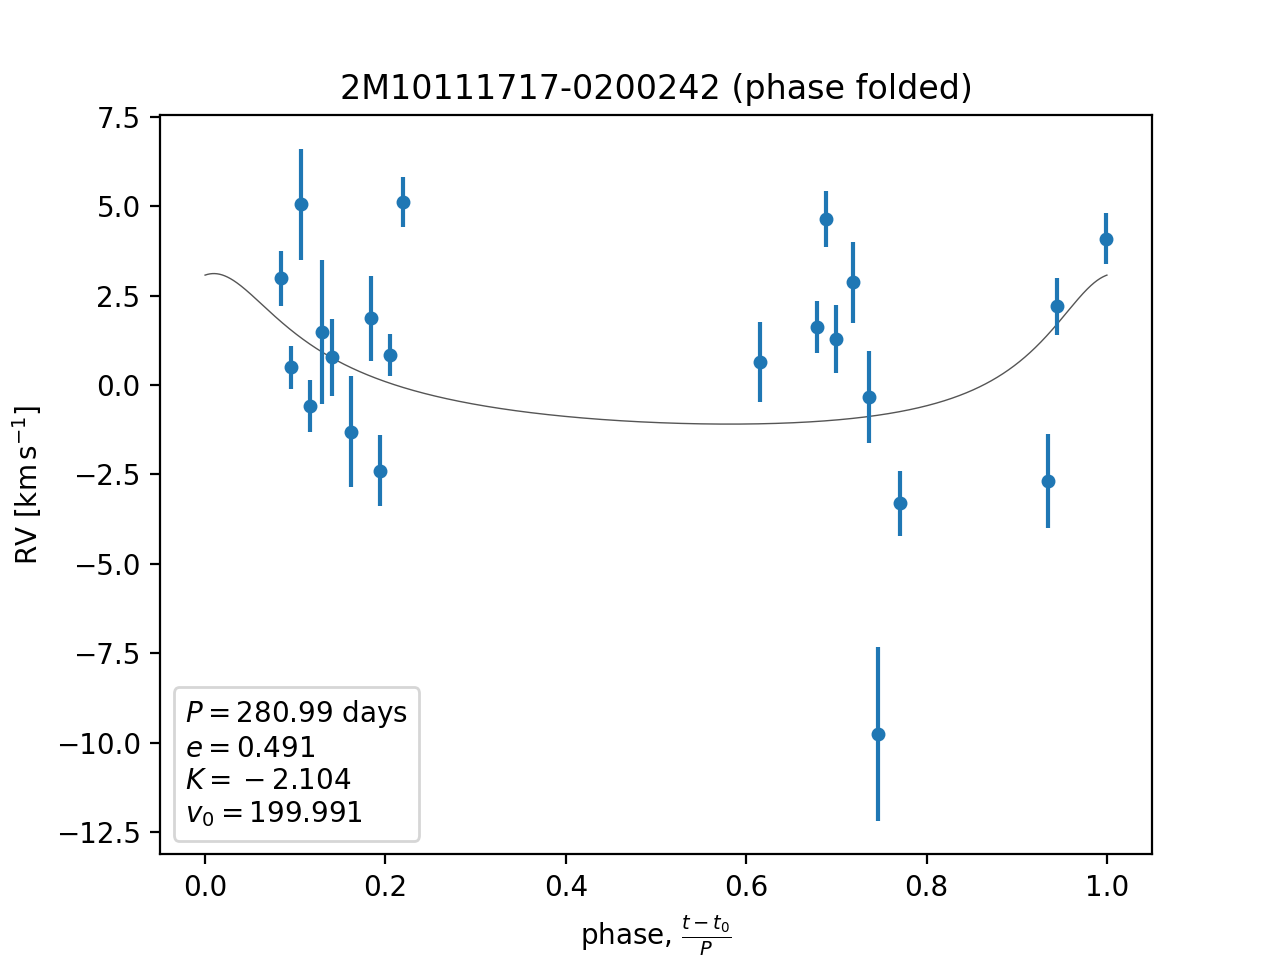 2M10111717-0200242 (phase folded)
7.5
5.0
2.5
0.0
−2.5
−5.0
−7.5
−10.0
−12.5
RV [km s⁻¹]
P = 280.99 days
e = 0.491
K = −2.104
v₀ = 199.991
0.0 0.2 0.4 0.6 0.8 1.0
phase, (t − t₀)/P